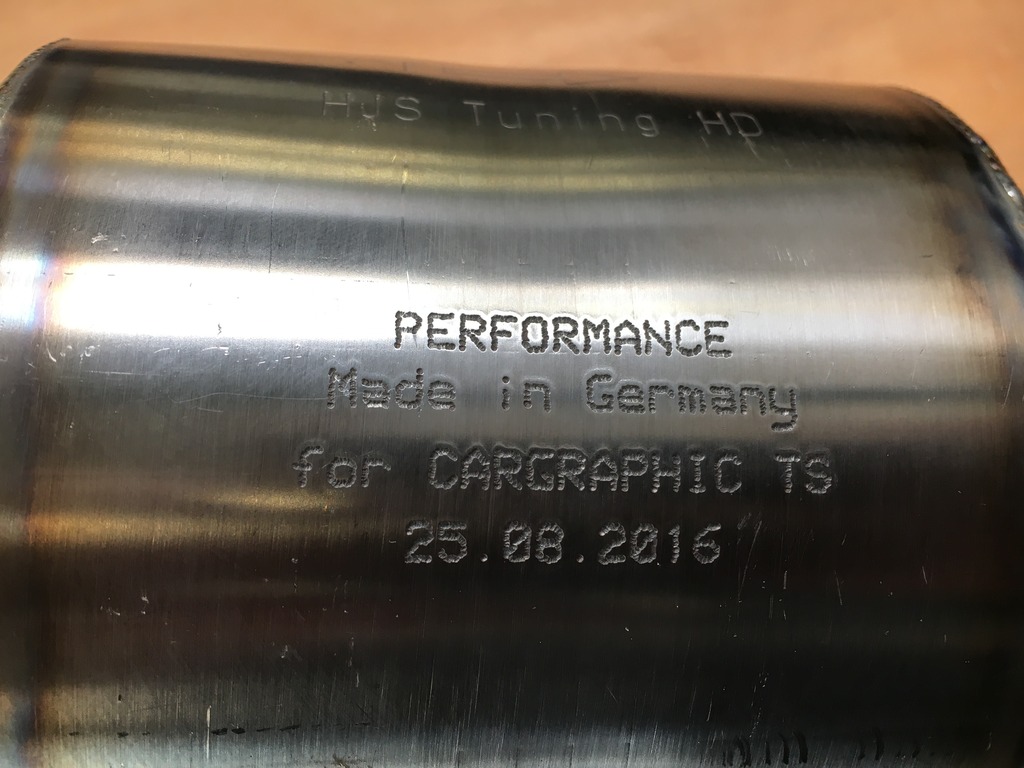 HJS Tuning HD
PERFORMANCE
Made in Germany
for CARGRAPHIC TS
25.08.2016